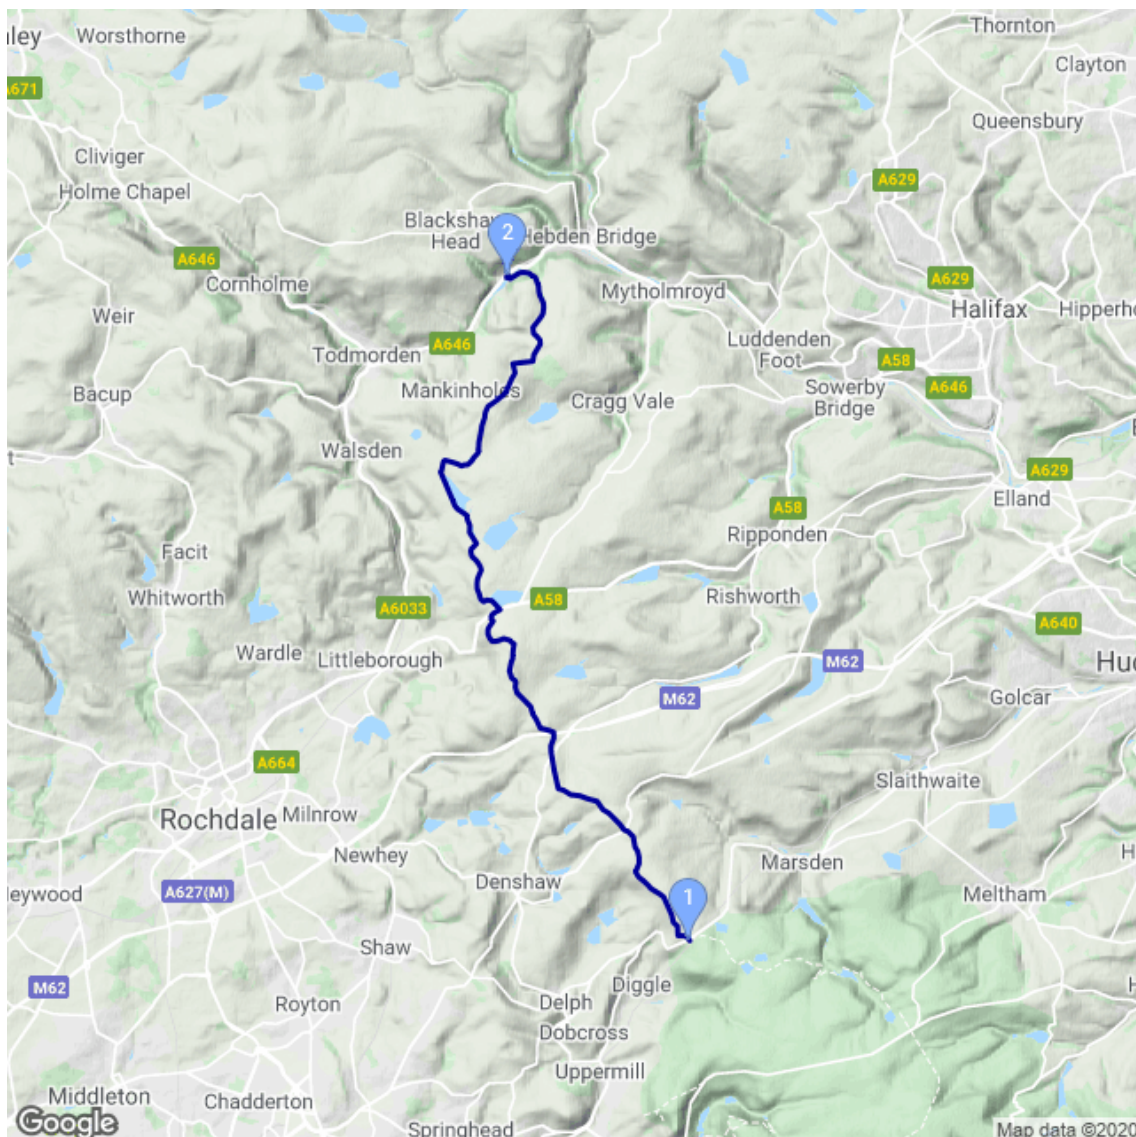 Thornton
nley
Worsthorne
Clayton
A671
Queensbury
Cliviger
A629
Holme Chapel
Blackshaw
Head
2
Hebden Bridge
A646
Cornholme
A629
Mytholmroyd
Halifax
Weir
Luddenden
Foot
A646
Todmorden
A58
Bacup
Mankinholes
Cragg Vale
Sowerby
Bridge
A646
Walsden
A629
Elland
A58
Ripponden
Facit
Whitworth
A6033
A58
Rishworth
A640
Wardle
Littleborough
M62
M62
Golcar
A664
Slaithwaite
Rochdale
Milnrow
Newhey
Marsden
Denshaw
Heywood
A627(M)
1
Meltham
Shaw
M62
Diggle
Royton
Delph
Dobcross
Uppermill
Middleton
Chadderton
Springhead
Google
Map data ©2020